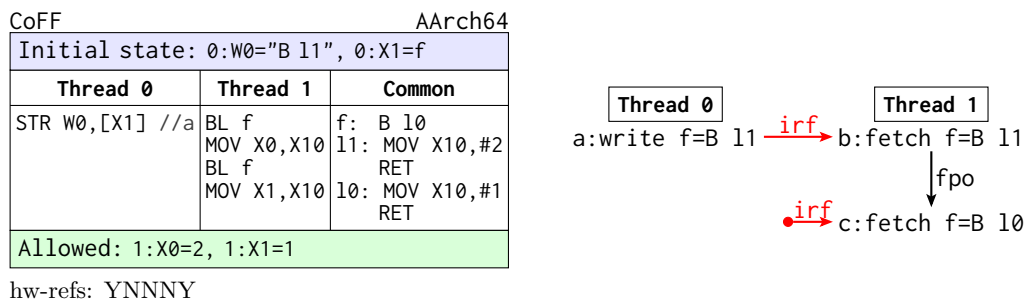 CoFF AArch64
Initial state: 0:W0="B l1", 0:X1=f
Thread 0 Thread 1 Common
STR W0,[X1] //a BL f f: B l0
MOV X0,X10 l1: MOV X10,#2
BL f RET
MOV X1,X10 l0: MOV X10,#1
RET
Allowed: 1:X0=2, 1:X1=1
hw-refs: YNNNY
Thread 0 Thread 1
a:write f=B l1 irf b:fetch f=B l1
fpo
irf c:fetch f=B l0